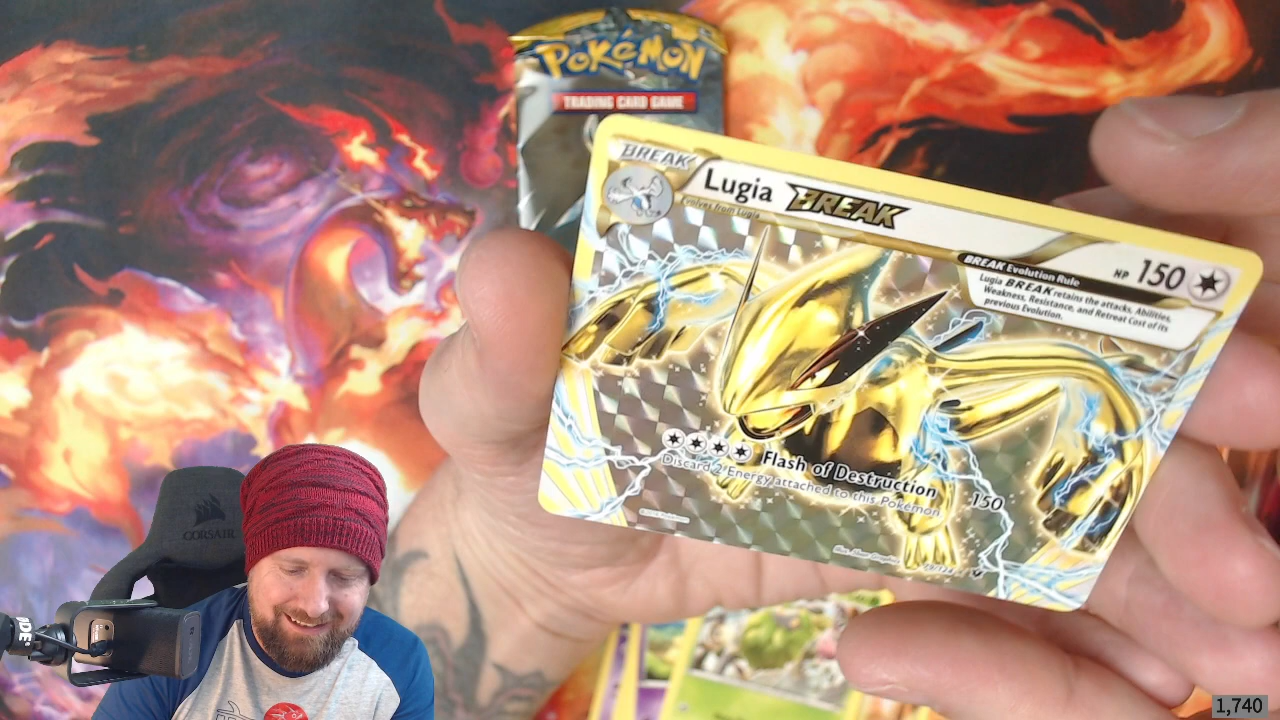 POKéMON
TRADING CARD GAME
BREAK
Lugia BREAK
Evolves from Lugia
HP 150
BREAK Evolution Rule
Lugia BREAK retains the attacks, Abilities,
Weakness, Resistance, and Retreat Cost of its
previous Evolution.
Flash of Destruction 150
Discard 2 Energy attached to this Pokémon
CORSAIR
1,740